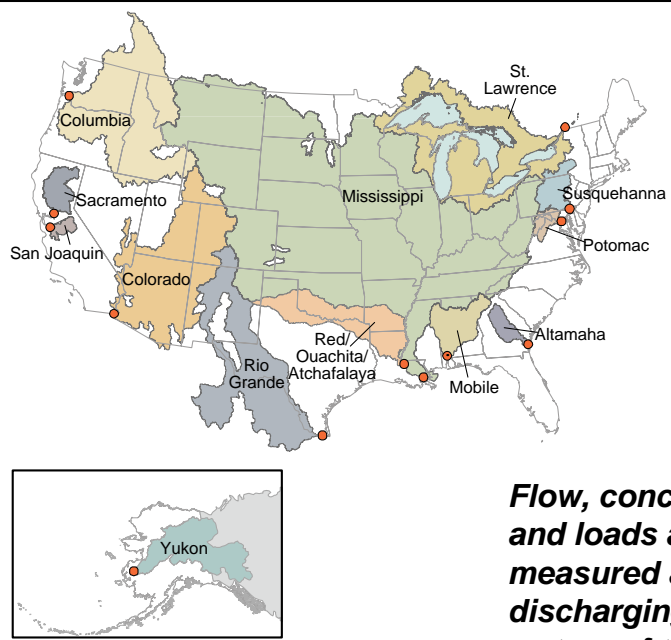 St.
Lawrence
Columbia
Mississippi
Susquehanna
Sacramento
Potomac
San Joaquin
Colorado
Red/
Ouachita/
Atchafalaya
Altamaha
Rio
Grande
Mobile
Yukon
Flow, conc
and loads a
measured a
discharging